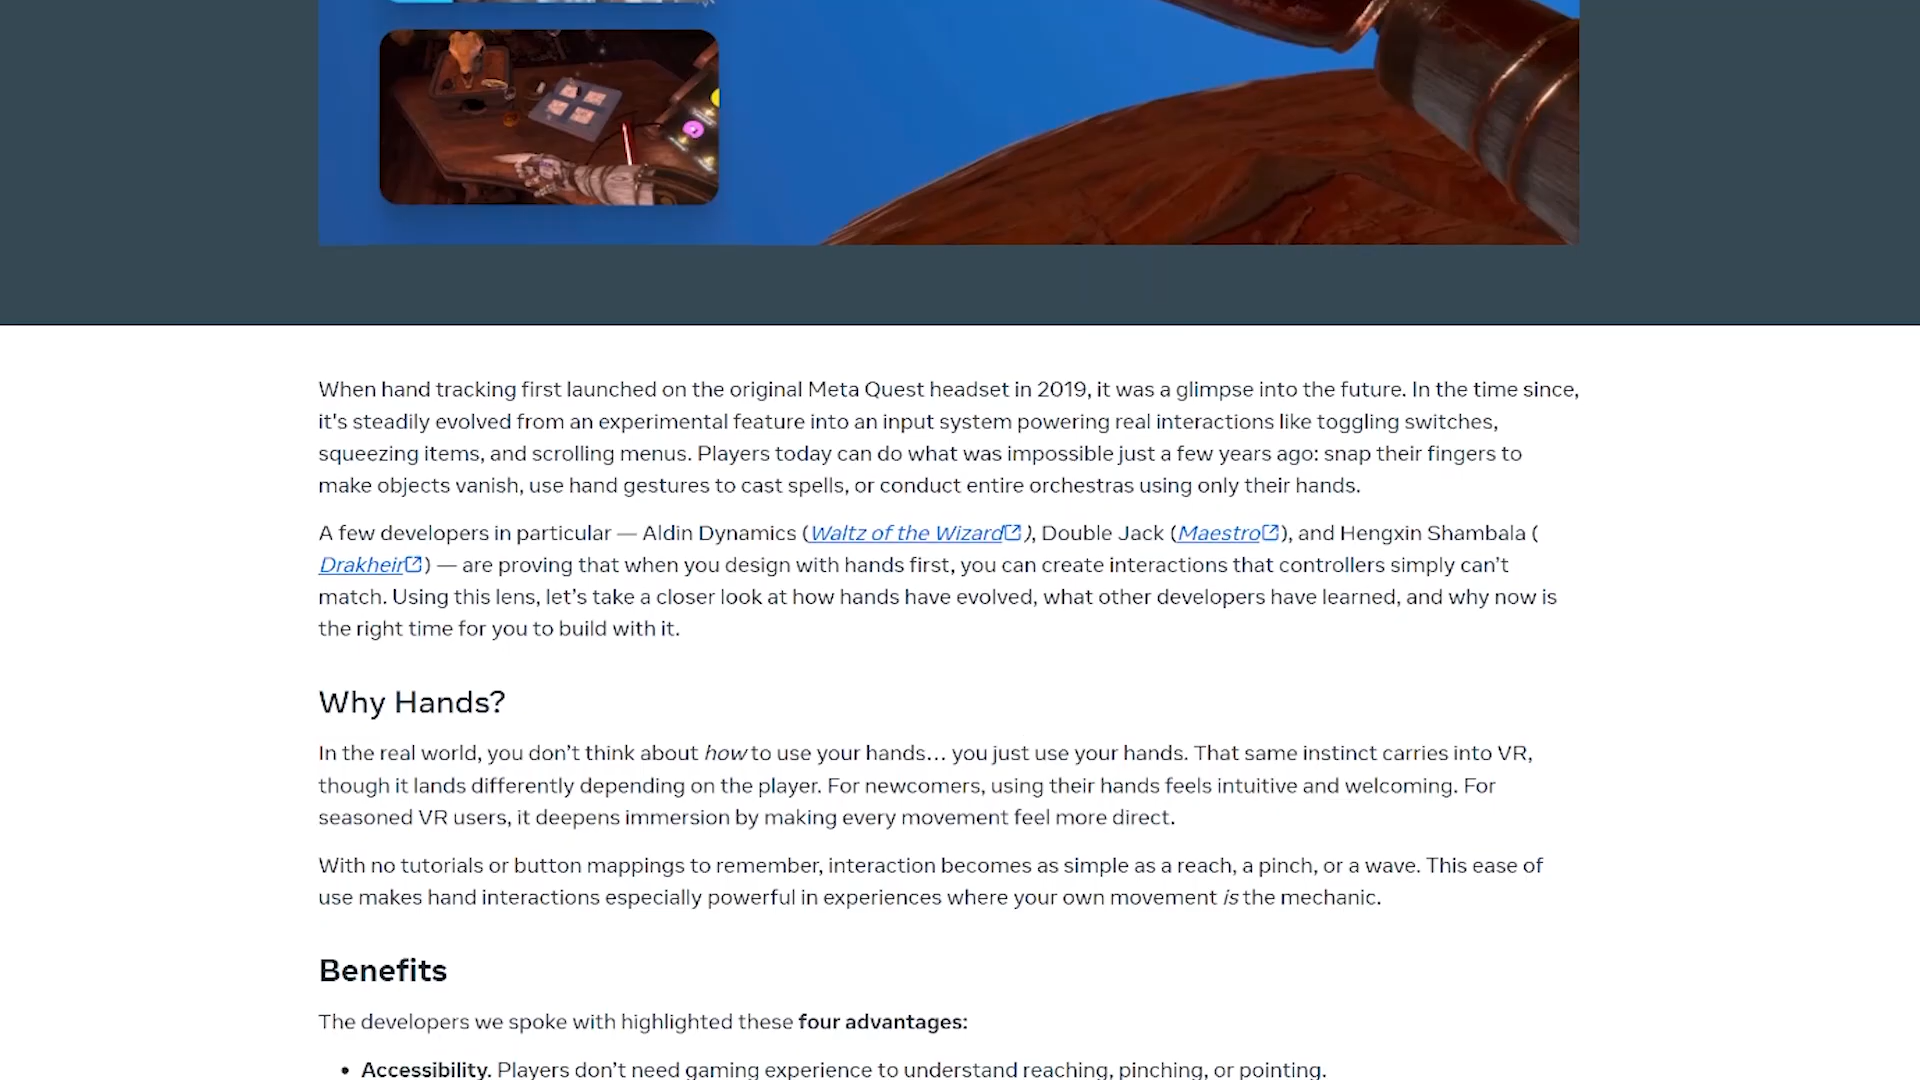 When hand tracking first launched on the original Meta Quest headset in 2019, it was a glimpse into the future. In the time since,
it's steadily evolved from an experimental feature into an input system powering real interactions like toggling switches,
squeezing items, and scrolling menus. Players today can do what was impossible just a few years ago: snap their fingers to
make objects vanish, use hand gestures to cast spells, or conduct entire orchestras using only their hands.
A few developers in particular — Aldin Dynamics (Waltz of the Wizard), Double Jack (Maestro), and Hengxin Shambala (
Drakheir) — are proving that when you design with hands first, you can create interactions that controllers simply can’t
match. Using this lens, let’s take a closer look at how hands have evolved, what other developers have learned, and why now is
the right time for you to build with it.
Why Hands?
In the real world, you don’t think about how to use your hands… you just use your hands. That same instinct carries into VR,
though it lands differently depending on the player. For newcomers, using their hands feels intuitive and welcoming. For
seasoned VR users, it deepens immersion by making every movement feel more direct.
With no tutorials or button mappings to remember, interaction becomes as simple as a reach, a pinch, or a wave. This ease of
use makes hand interactions especially powerful in experiences where your own movement is the mechanic.
Benefits
The developers we spoke with highlighted these four advantages:
• Accessibility. Players don’t need gaming experience to understand reaching, pinching, or pointing.